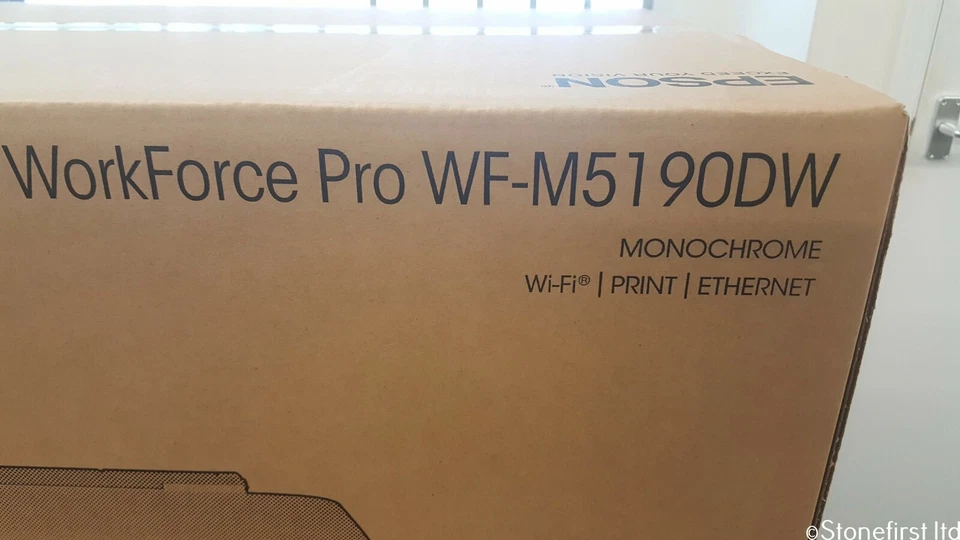 EPSON®
EXCEED YOUR VISION
WorkForce Pro WF-M5190DW
MONOCHROME
Wi-Fi® | PRINT | ETHERNET
©Stonefirst ltd